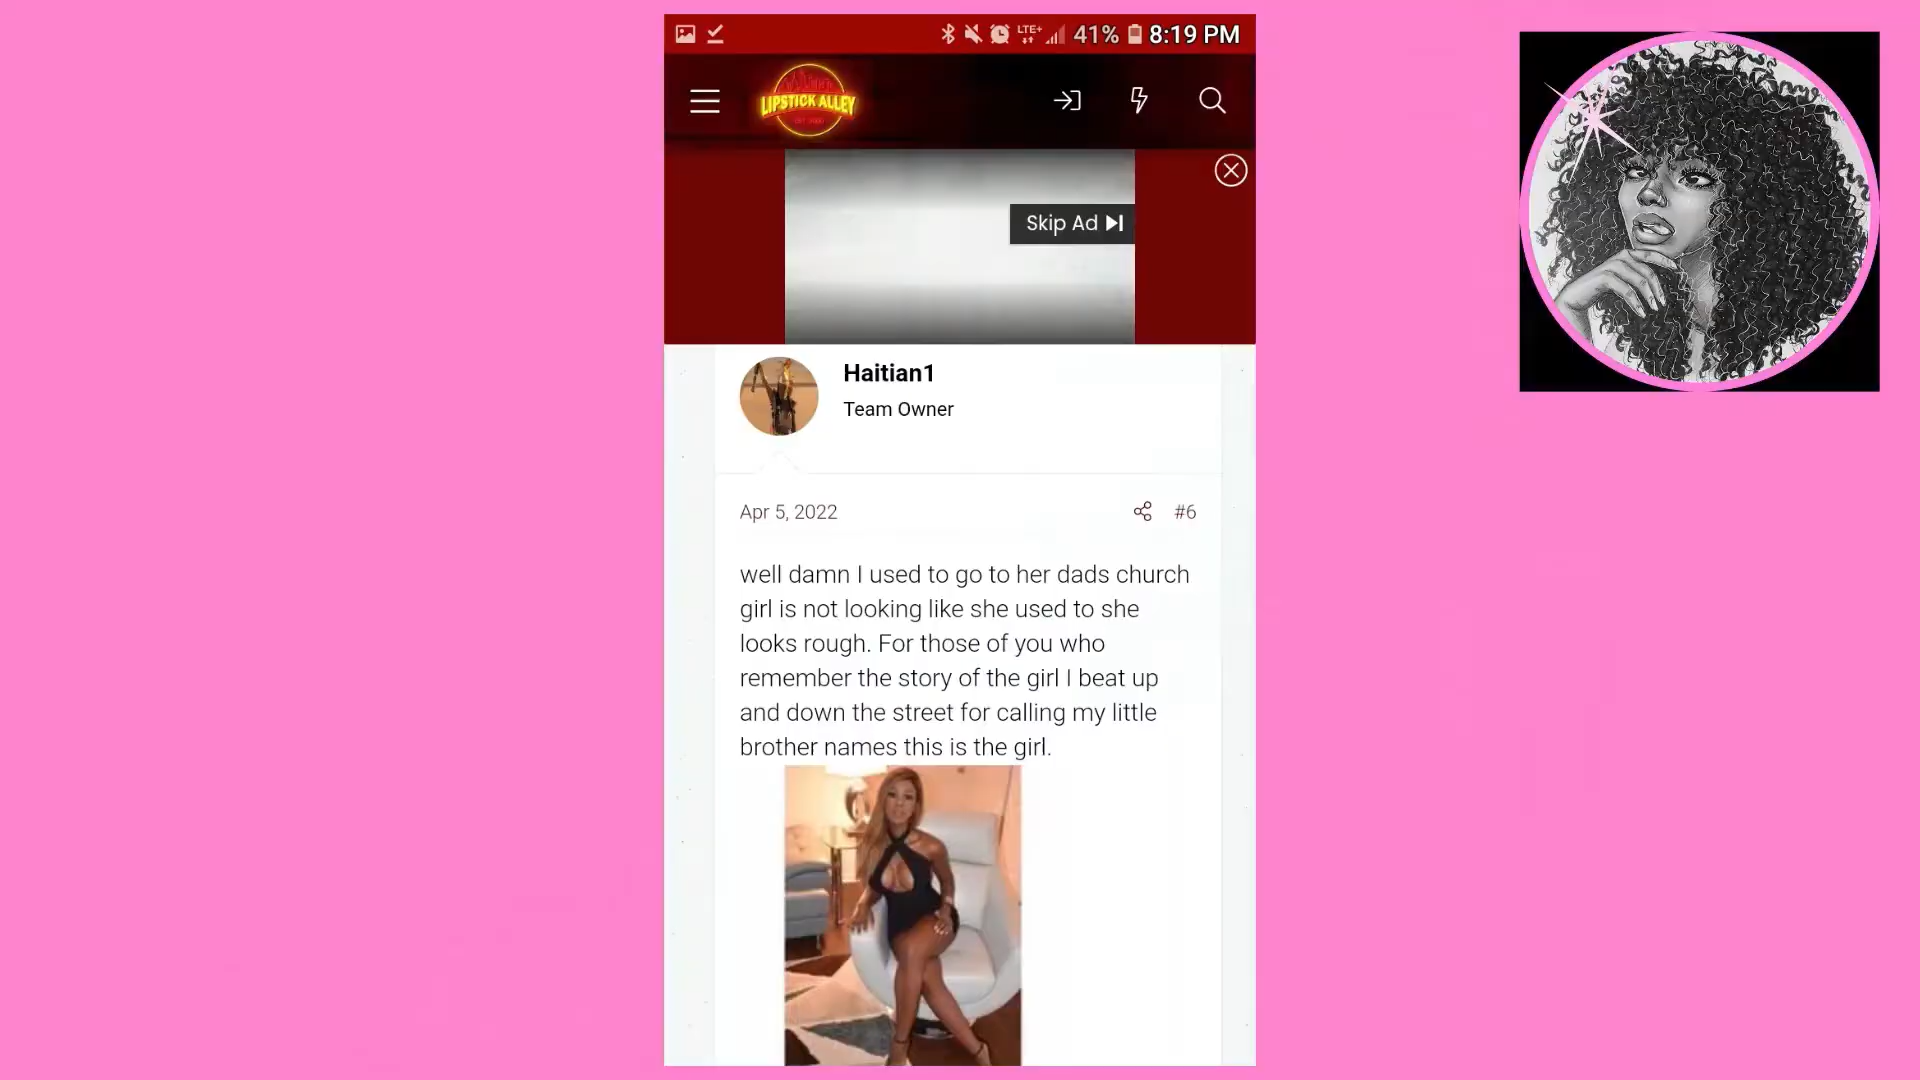 LTE+ 41% 8:19 PM
LIPSTICK ALLEY
Skip Ad
Haitian1
Team Owner
Apr 5, 2022 #6
well damn I used to go to her dads church
girl is not looking like she used to she
looks rough. For those of you who
remember the story of the girl I beat up
and down the street for calling my little
brother names this is the girl.